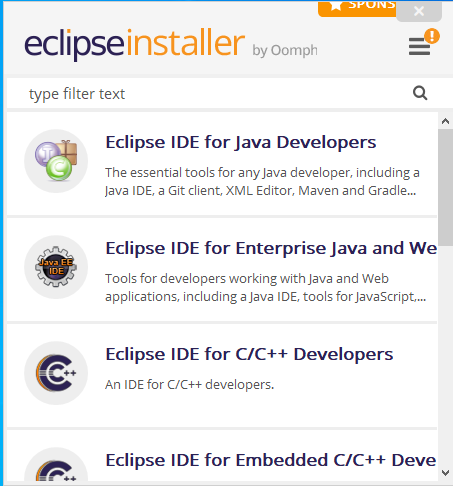 SPONS
eclipseinstaller by Oomph
type filter text
Eclipse IDE for Java Developers
The essential tools for any Java developer, including a
Java IDE, a Git client, XML Editor, Maven and Gradle...
Java EE
IDE
Eclipse IDE for Enterprise Java and We
Tools for developers working with Java and Web
applications, including a Java IDE, tools for JavaScript,...
C++
Eclipse IDE for C/C++ Developers
An IDE for C/C++ developers.
C++
Eclipse IDE for Embedded C/C++ Deve